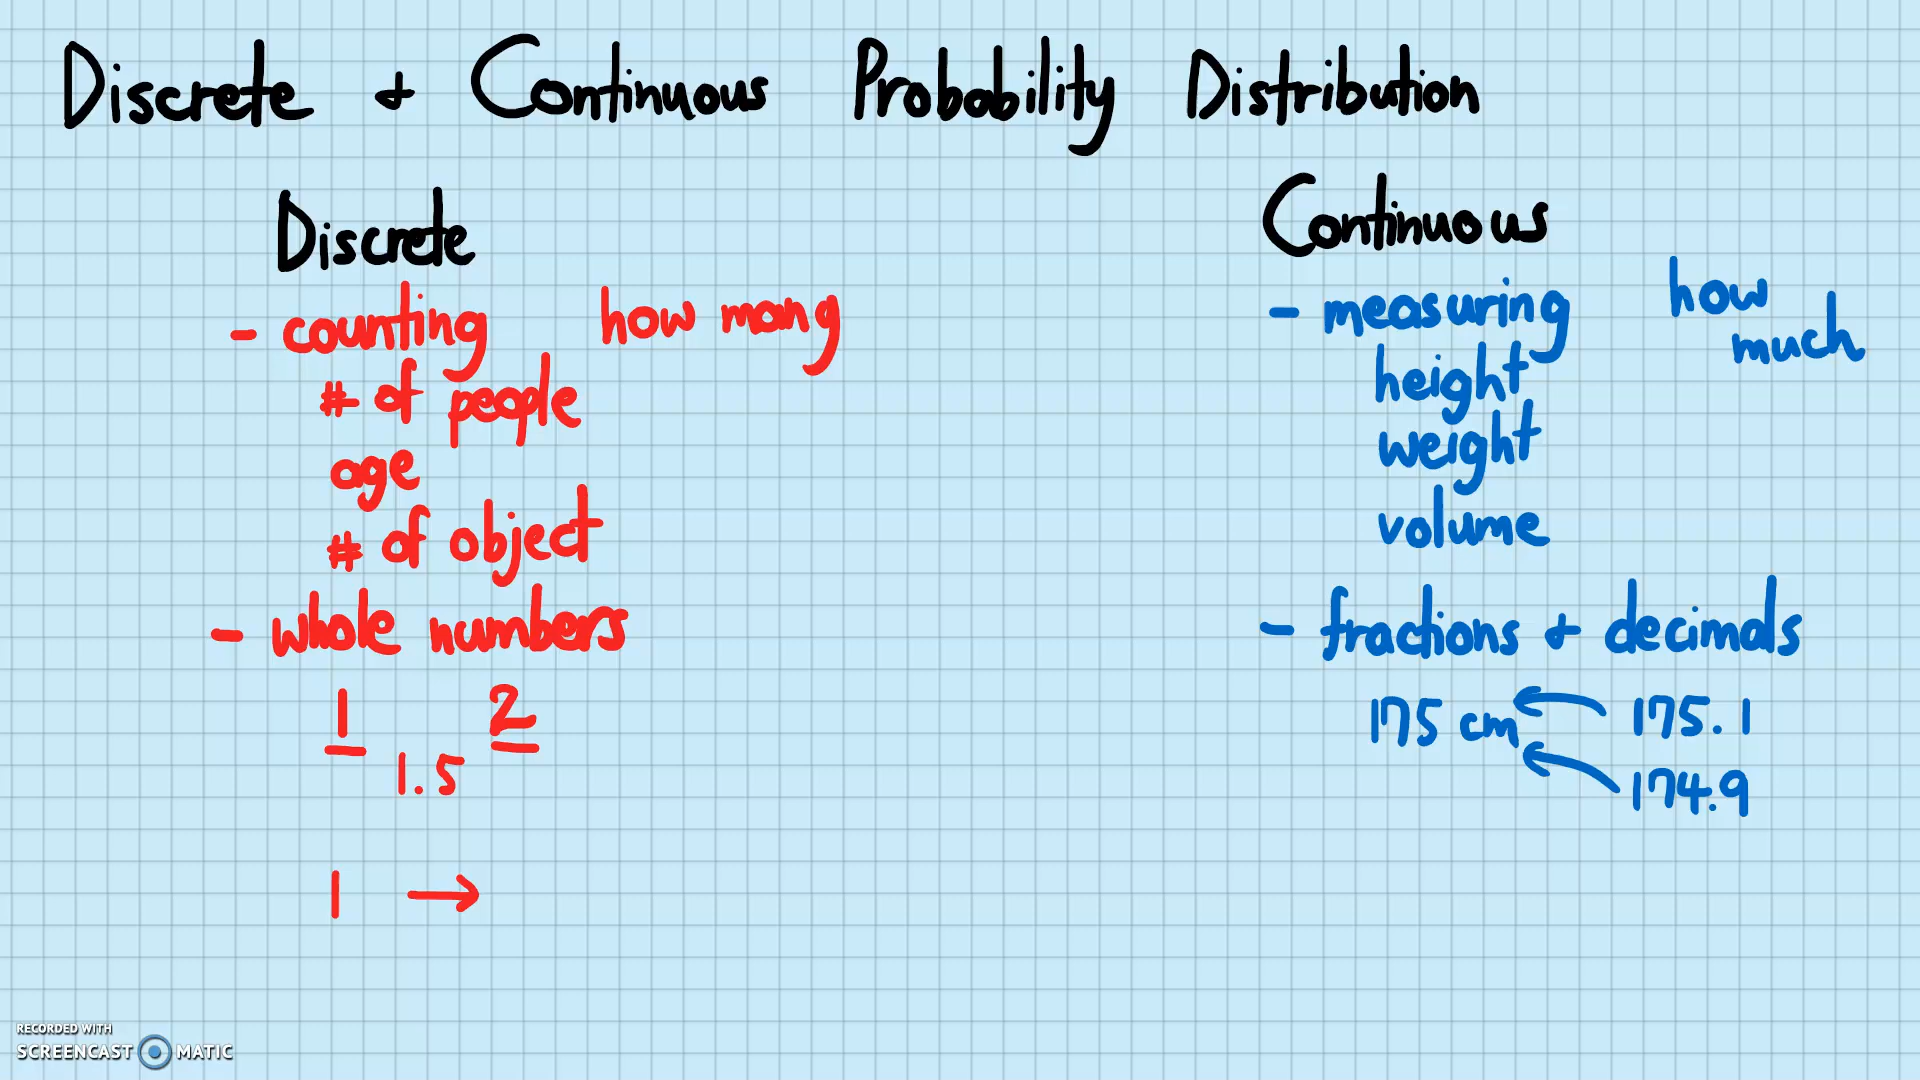 Discrete + Continuous Probability Distribution
Discrete
- counting how many
# of people
age
# of object
- whole numbers
1 2
1.5
1 →
Continuous
- measuring how much
height
weight
volume
- fractions + decimals
175 cm ← 175.1
← 174.9
RECORDED WITH
SCREENCAST MATIC